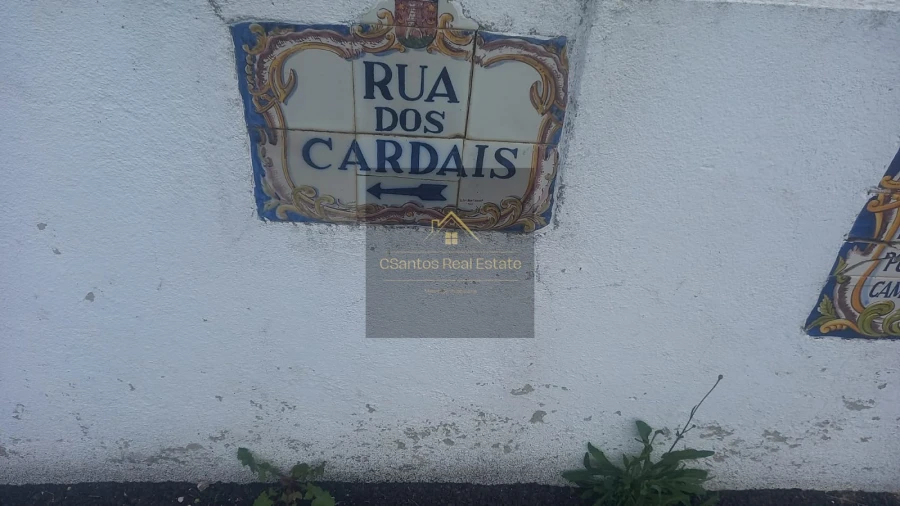 RUA
DOS
CARDAIS
CSantos Real Estate